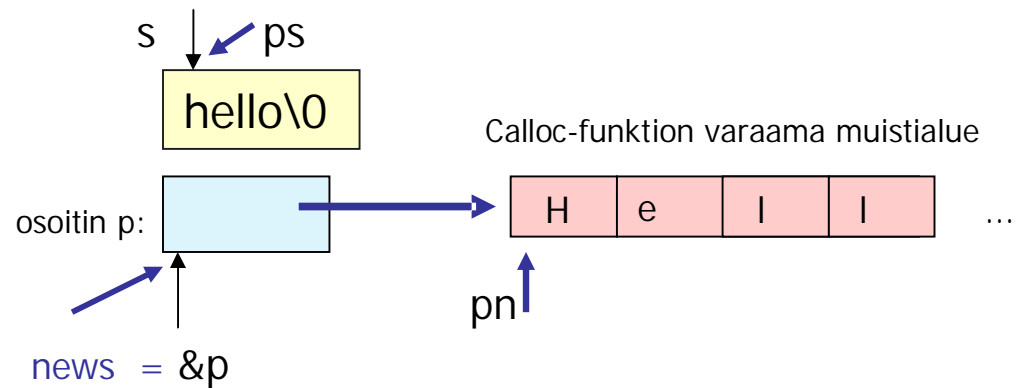 s ps
hello\0
Calloc-funktion varaama muistialue
osoitin p:
H e l l ...
pn
news = &p